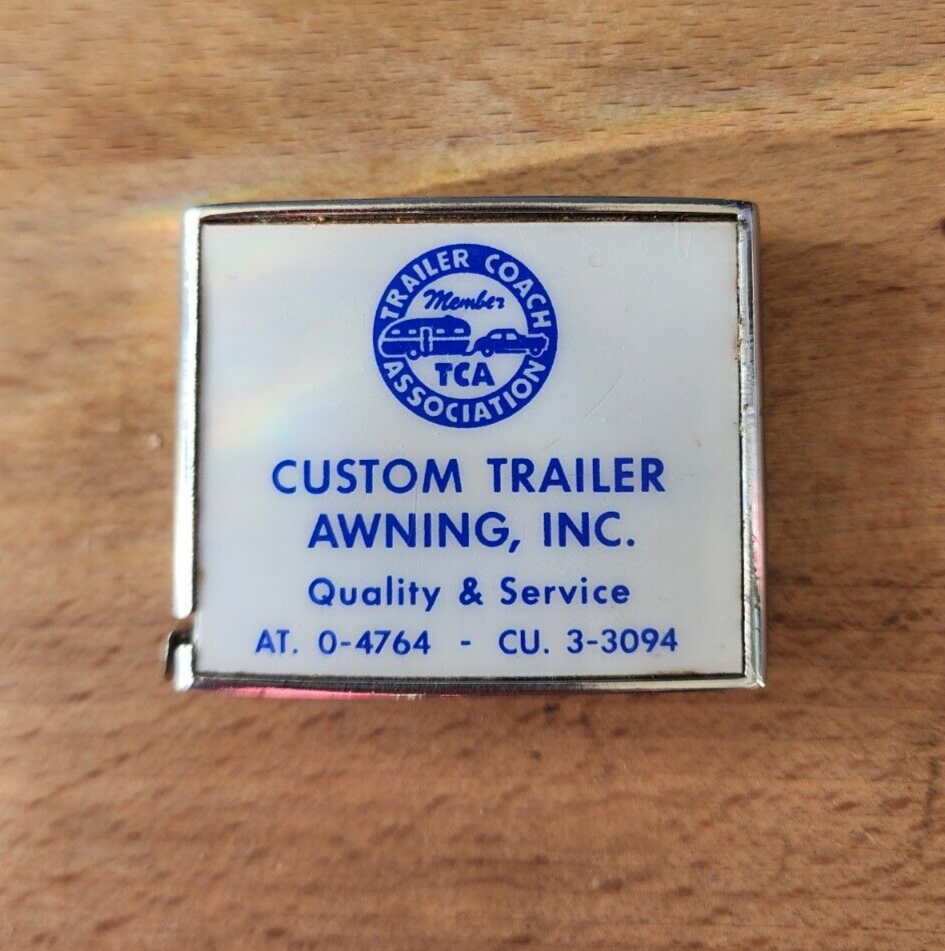 TRAILER COACH
Member
TCA
ASSOCIATION
CUSTOM TRAILER
AWNING, INC.
Quality & Service
AT. 0-4764 - CU. 3-3094